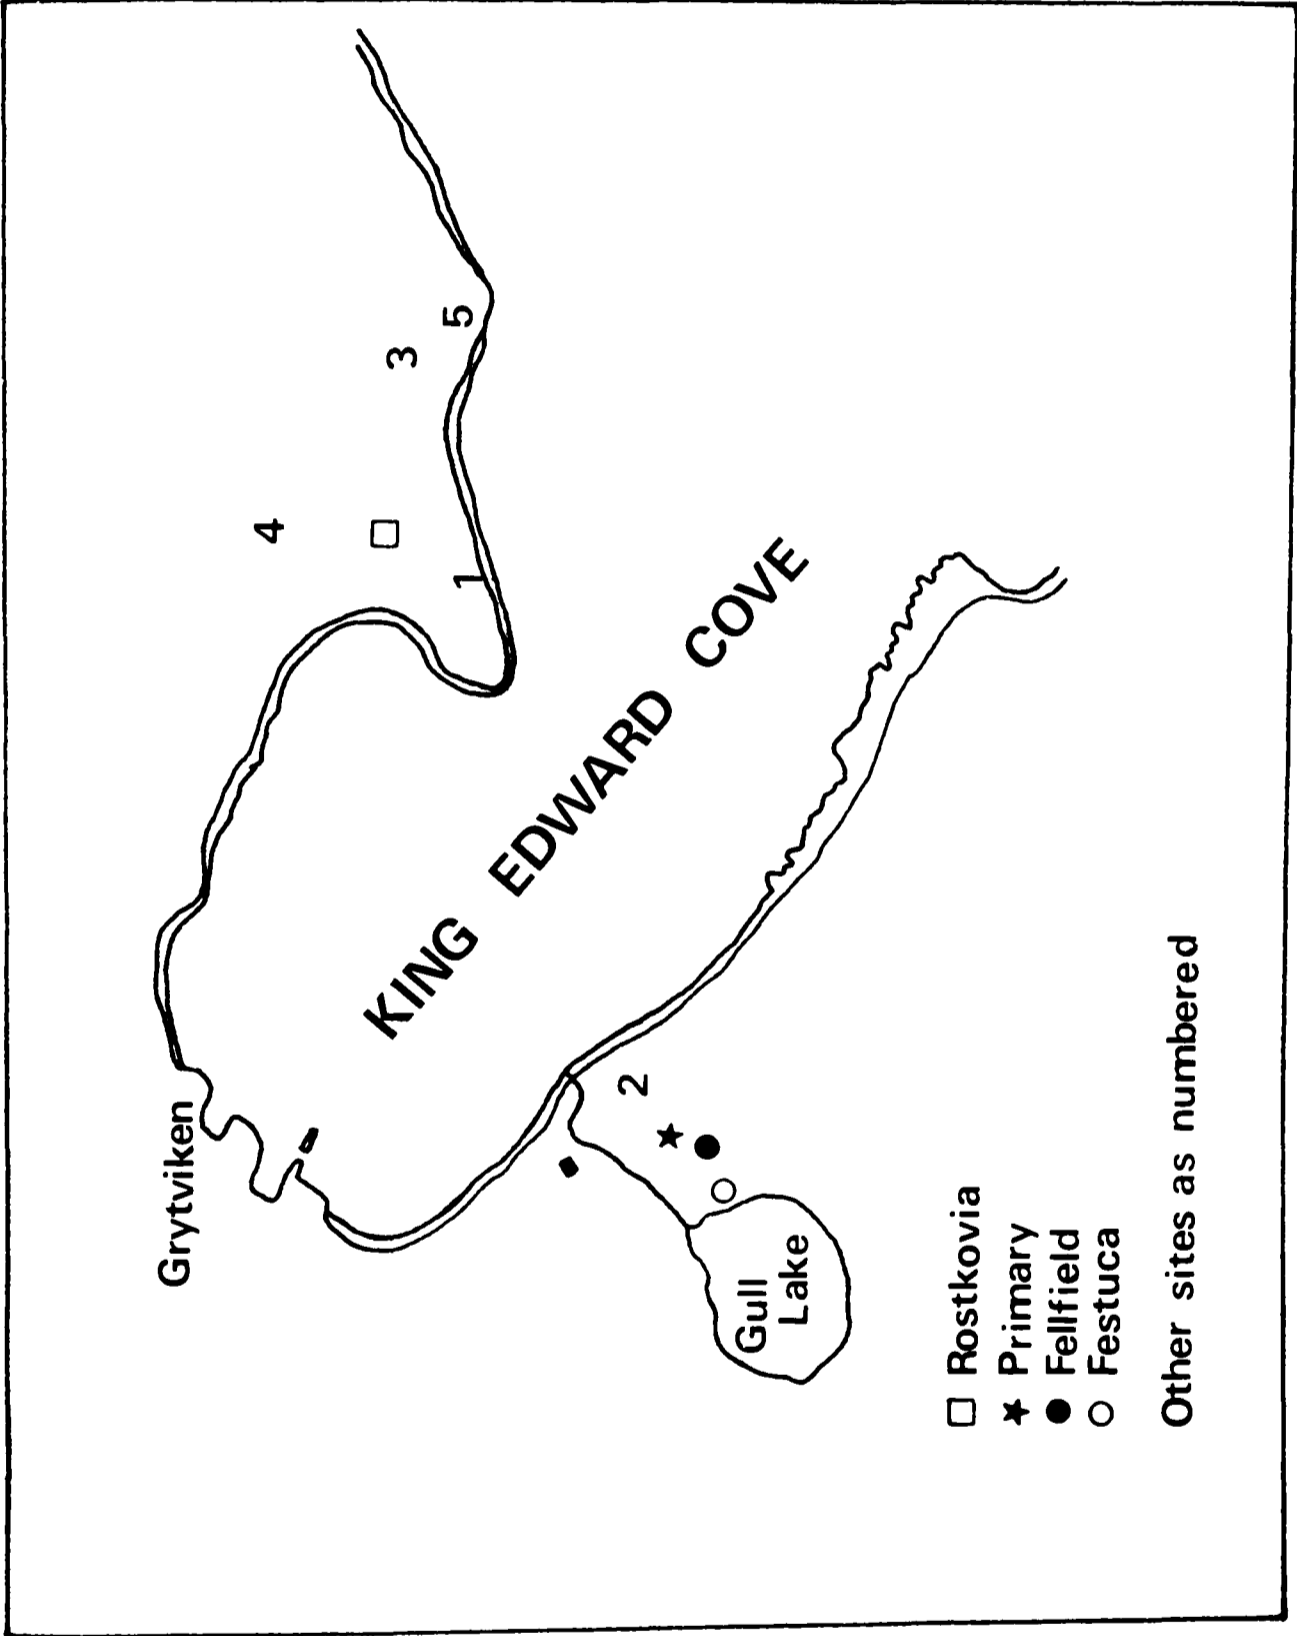 Grytviken
4
3
5
1
KING EDWARD COVE
2
Gull
Lake
Rostkovia
Primary
Fellfield
Festuca
Other sites as numbered